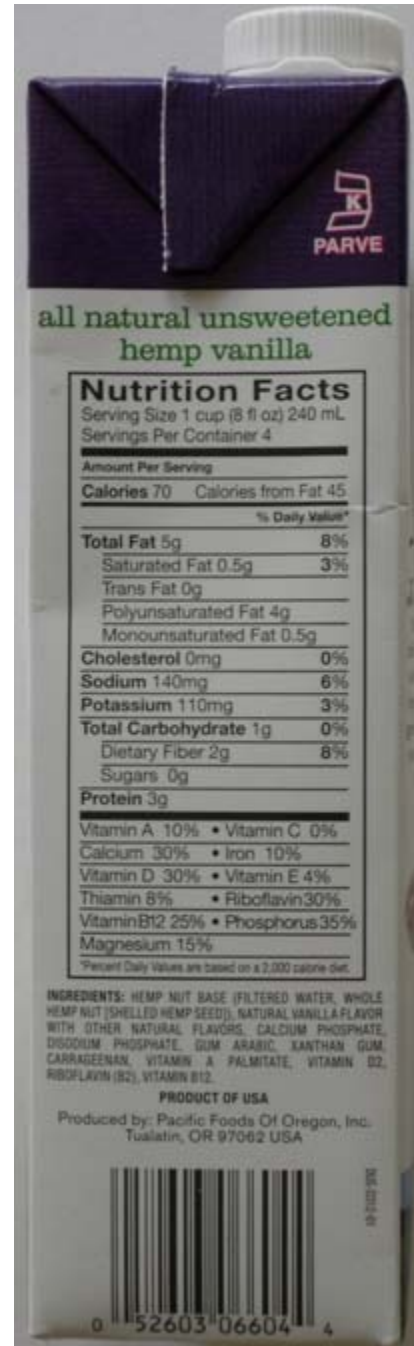 K
PARVE
all natural unsweetened
hemp vanilla
Nutrition Facts
Serving Size 1 cup (8 fl oz) 240 mL
Servings Per Container 4
Amount Per Serving
Calories 70 Calories from Fat 45
% Daily Value*
Total Fat 5g 8%
Saturated Fat 0.5g 3%
Trans Fat 0g
Polyunsaturated Fat 4g
Monounsaturated Fat 0.5g
Cholesterol 0mg 0%
Sodium 140mg 6%
Potassium 110mg 3%
Total Carbohydrate 1g 0%
Dietary Fiber 2g 8%
Sugars 0g
Protein 3g
Vitamin A 10% • Vitamin C 0%
Calcium 30% • Iron 10%
Vitamin D 30% • Vitamin E 4%
Thiamin 8% • Riboflavin 30%
Vitamin B12 25% • Phosphorus 35%
Magnesium 15%
*Percent Daily Values are based on a 2,000 calorie diet.
INGREDIENTS: HEMP NUT BASE (FILTERED WATER, WHOLE
HEMP NUT [SHELLED HEMP SEED]), NATURAL VANILLA FLAVOR
WITH OTHER NATURAL FLAVORS, CALCIUM PHOSPHATE,
DISODIUM PHOSPHATE, GUM ARABIC, XANTHAN GUM,
CARRAGEENAN, VITAMIN A PALMITATE, VITAMIN D2,
RIBOFLAVIN (B2), VITAMIN B12.
PRODUCT OF USA
Produced by: Pacific Foods Of Oregon, Inc.
Tualatin, OR 97062 USA
0 52603 06604 4